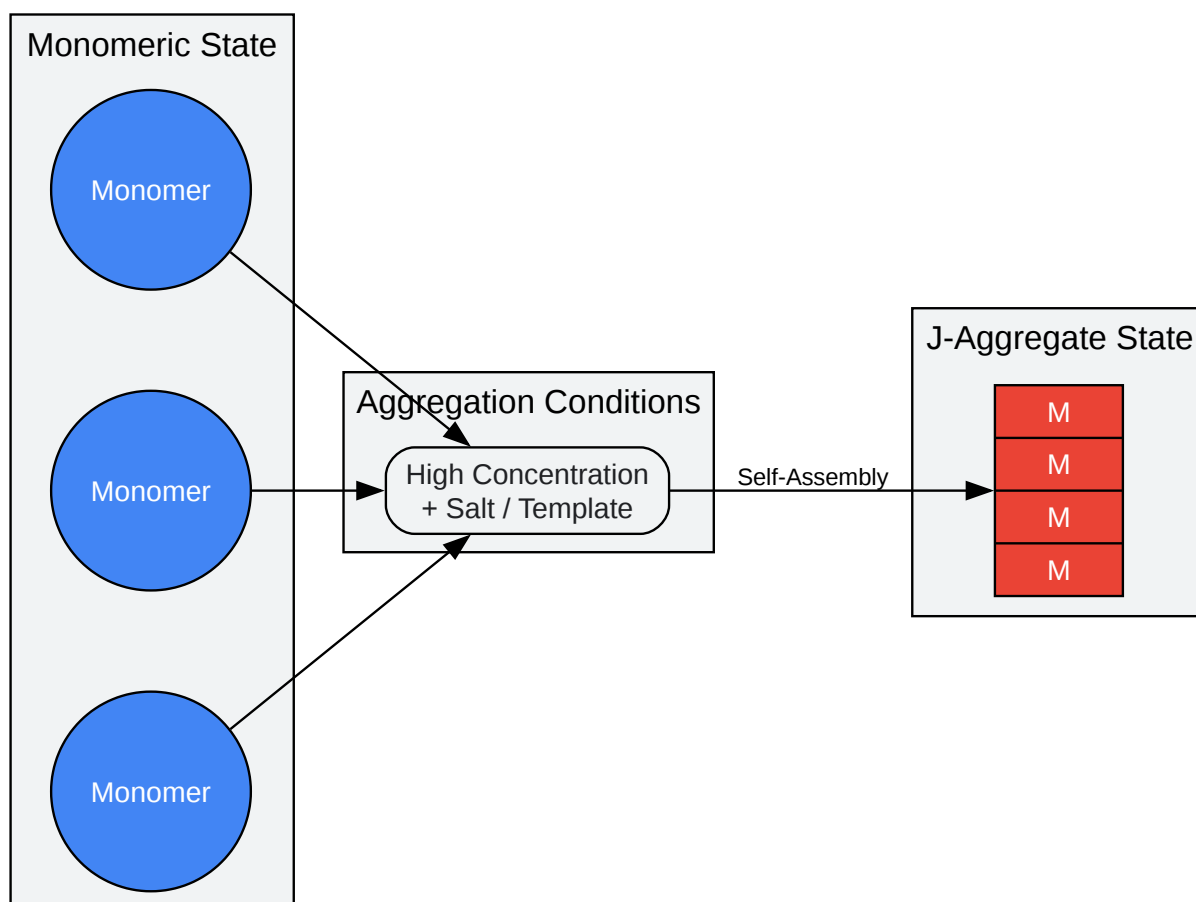 Monomeric State
Monomer
Monomer
Monomer
Aggregation Conditions
High Concentration
+ Salt / Template
Self-Assembly
J-Aggregate State
M
M
M
M